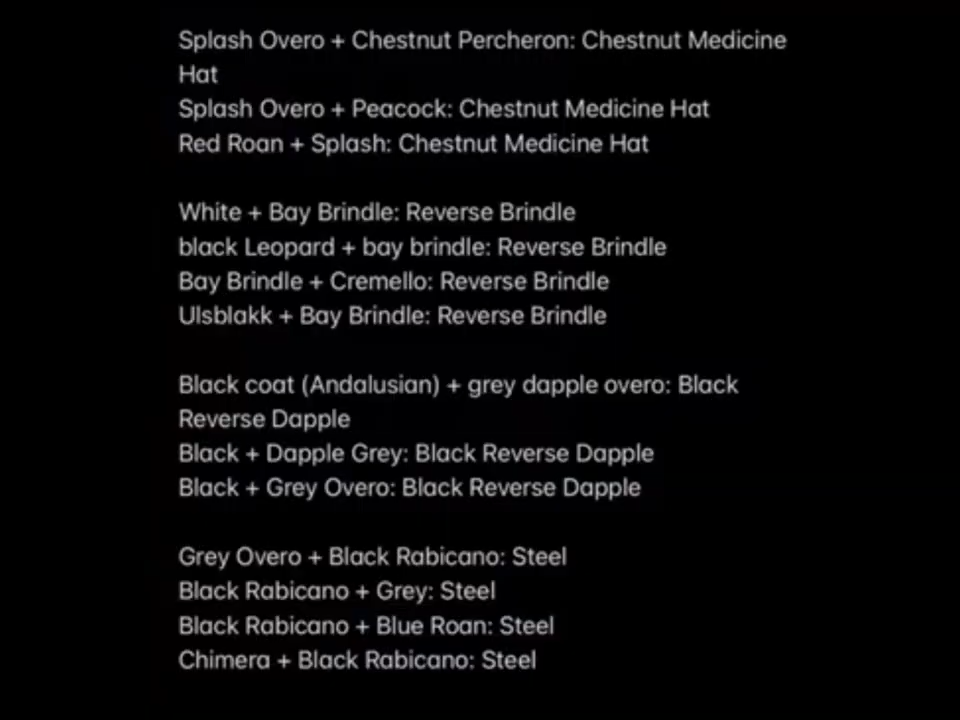 Splash Overo + Chestnut Percheron: Chestnut Medicine
Hat
Splash Overo + Peacock: Chestnut Medicine Hat
Red Roan + Splash: Chestnut Medicine Hat
White + Bay Brindle: Reverse Brindle
black Leopard + bay brindle: Reverse Brindle
Bay Brindle + Cremello: Reverse Brindle
Ulsblakk + Bay Brindle: Reverse Brindle
Black coat (Andalusian) + grey dapple overo: Black
Reverse Dapple
Black + Dapple Grey: Black Reverse Dapple
Black + Grey Overo: Black Reverse Dapple
Grey Overo + Black Rabicano: Steel
Black Rabicano + Grey: Steel
Black Rabicano + Blue Roan: Steel
Chimera + Black Rabicano: Steel